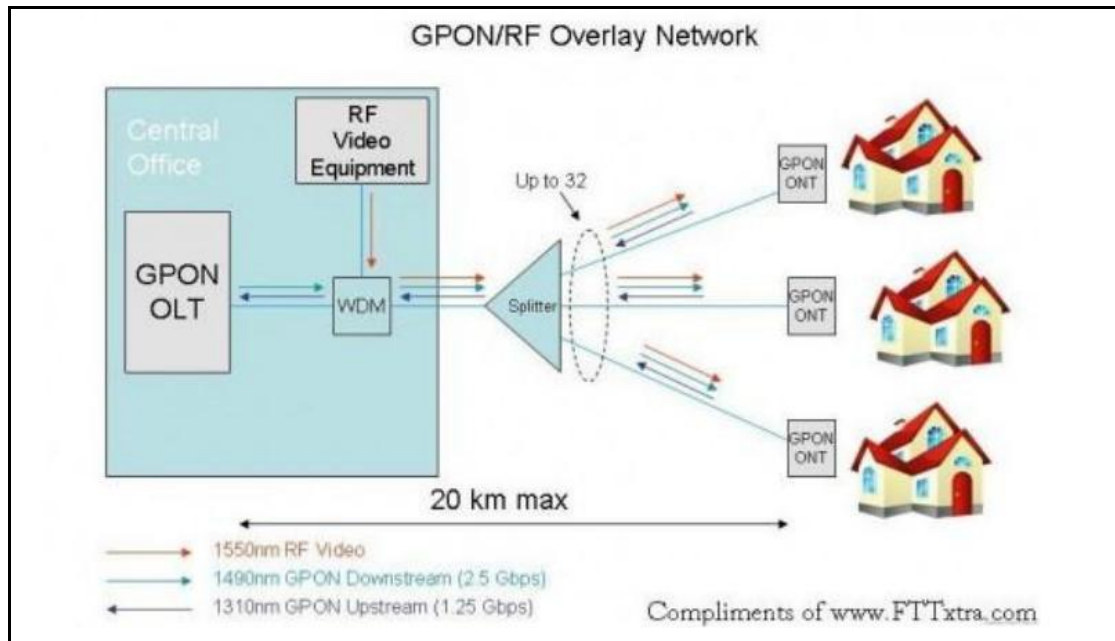 GPON/RF Overlay Network
Central
Office
RF
Video
Equipment
GPON
OLT
WDM
Up to 32
Splitter
GPON
ONT
GPON
ONT
GPON
ONT
20 km max
1550nm RF Video
1490nm GPON Downstream (2.5 Gbps)
1310nm GPON Upstream (1.25 Gbps)
Compliments of www.FTTxtra.com